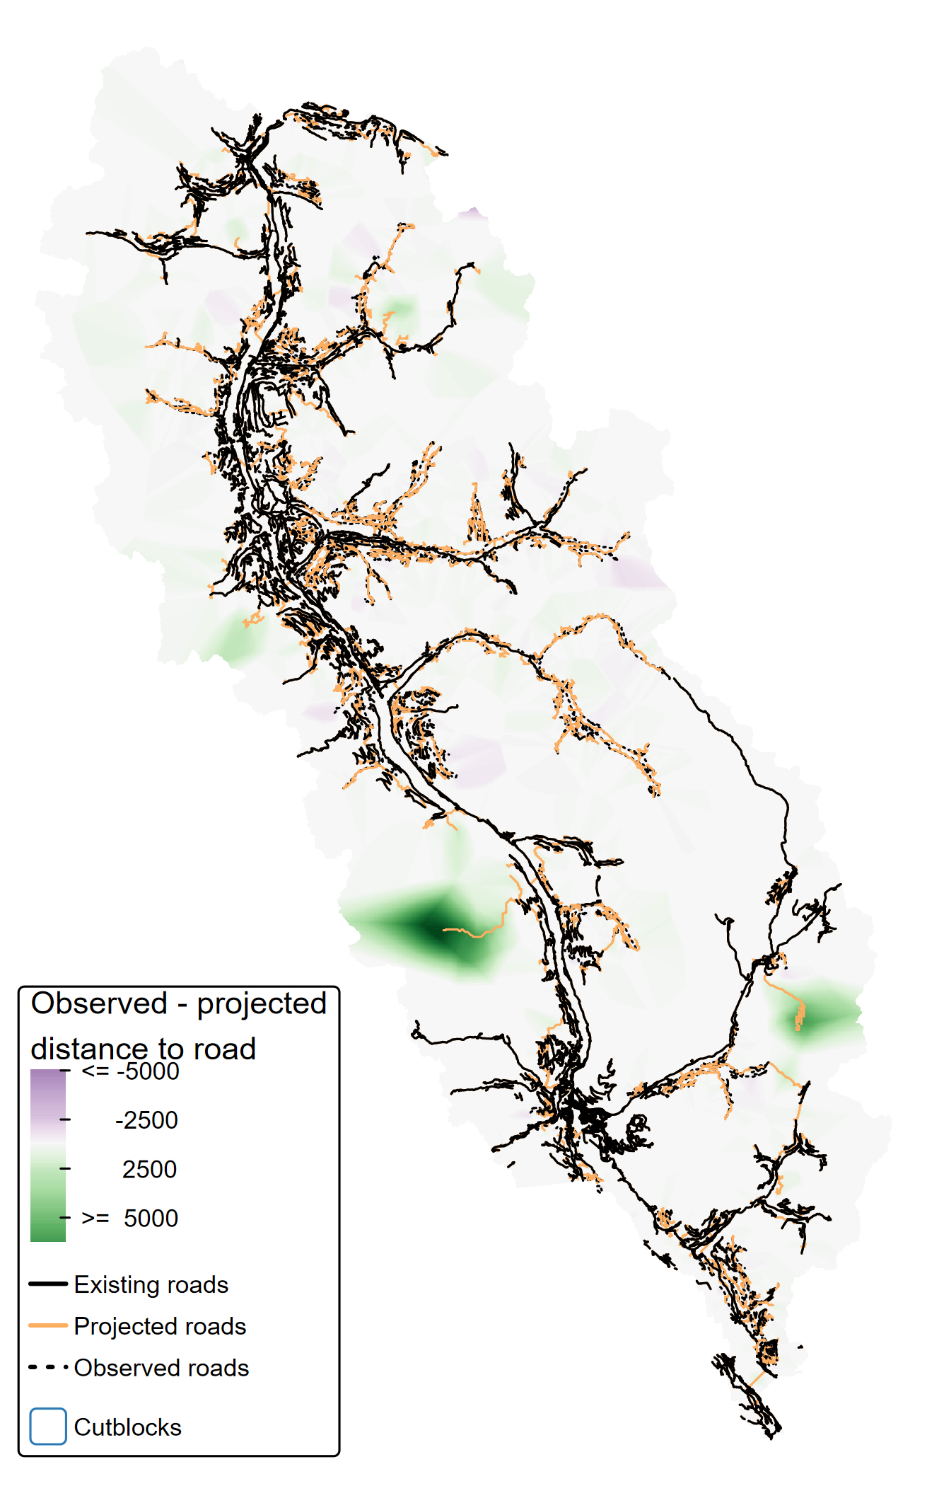 Observed - projected
distance to road
<= -5000
-2500
2500
>= 5000
Existing roads
Projected roads
Observed roads
Cutblocks